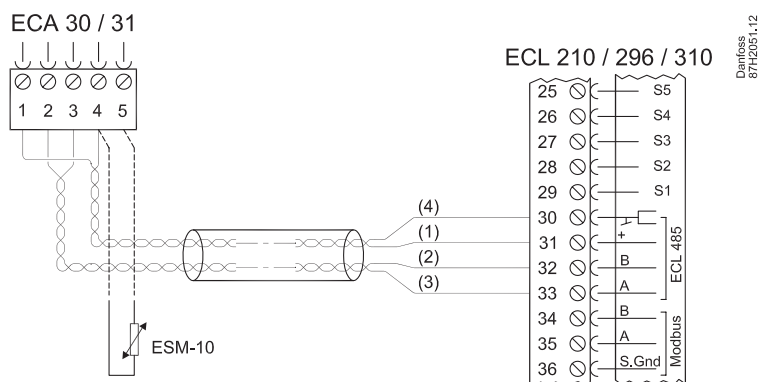 ECA 30 / 31
1 2 3 4 5
ESM-10
(4)
(1)
(2)
(3)
ECL 210 / 296 / 310
25 S5
26 S4
27 S3
28 S2
29 S1
30
31 +
32 B
33 A
ECL 485
34 B
35 A
36 S.Gnd
Modbus
Danfoss
87H2051.12